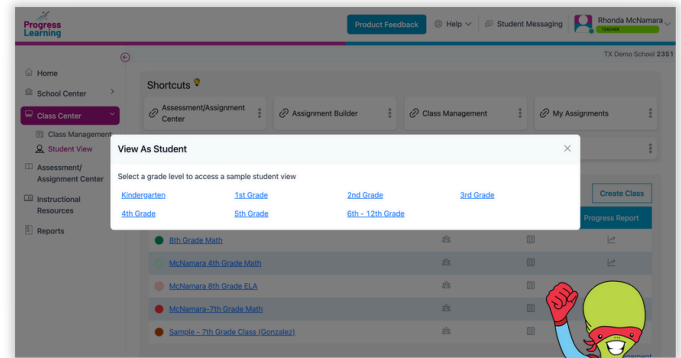 Progress
Learning
Product Feedback
Help
Student Messaging
Rhonda McNamara
TEACHER
TX Demo School 2351
Home
School Center
Class Center
Class Management
Student View
Assessment/
Assignment Center
Instructional
Resources
Reports
Shortcuts
Assessment/Assignment
Center
Assignment Builder
Class Management
My Assignments
View As Student
Select a grade level to access a sample student view
Kindergarten
1st Grade
2nd Grade
3rd Grade
4th Grade
5th Grade
6th - 12th Grade
Create Class
Progress Report
8th Grade Math
McNamara 4th Grade Math
McNamara 8th Grade ELA
McNamara-7th Grade Math
Sample - 7th Grade Class (Gonzalez)